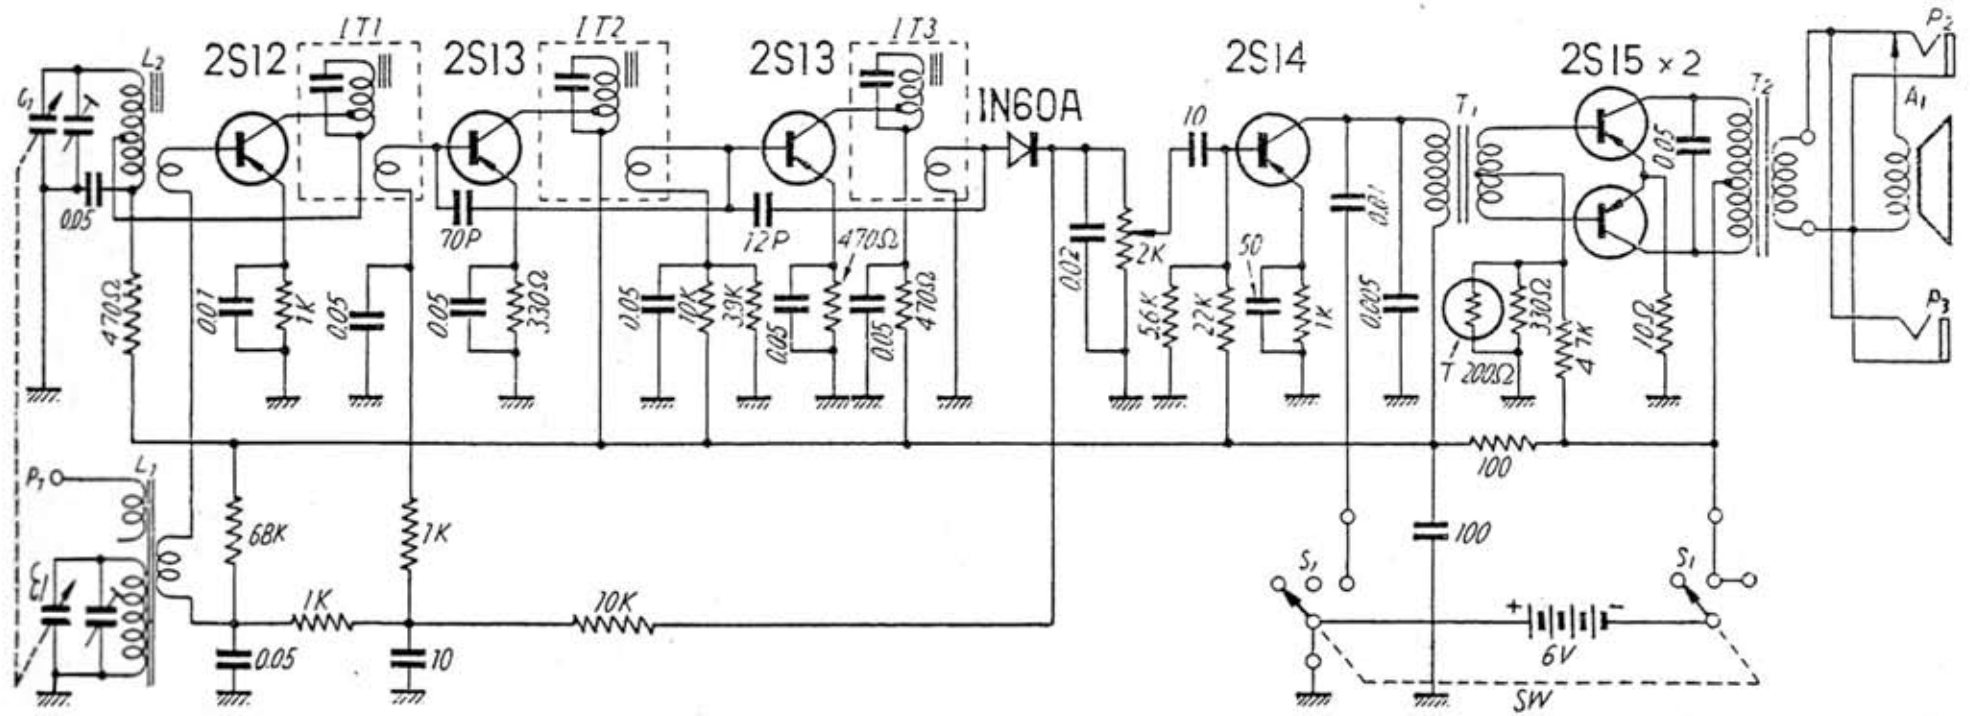 IT1
IT2
IT3
P2
2S12
2S13
2S13
1N60A
2S14
2S15 × 2
L2
C1
T1
T2
A1
10
0.05
0.05
70P
12P
470Ω
2K
50
0.01
0.02
470Ω
0.01
1K
0.05
0.05
330Ω
0.05
10K
3.9K
0.05
0.05
470Ω
5.6K
22K
1K
0.005
330Ω
4.7K
10Ω
P3
T 200Ω
P1
L1
100
68K
1K
100
S1
S1
1K
10K
+
-
0.05
10
6V
SW